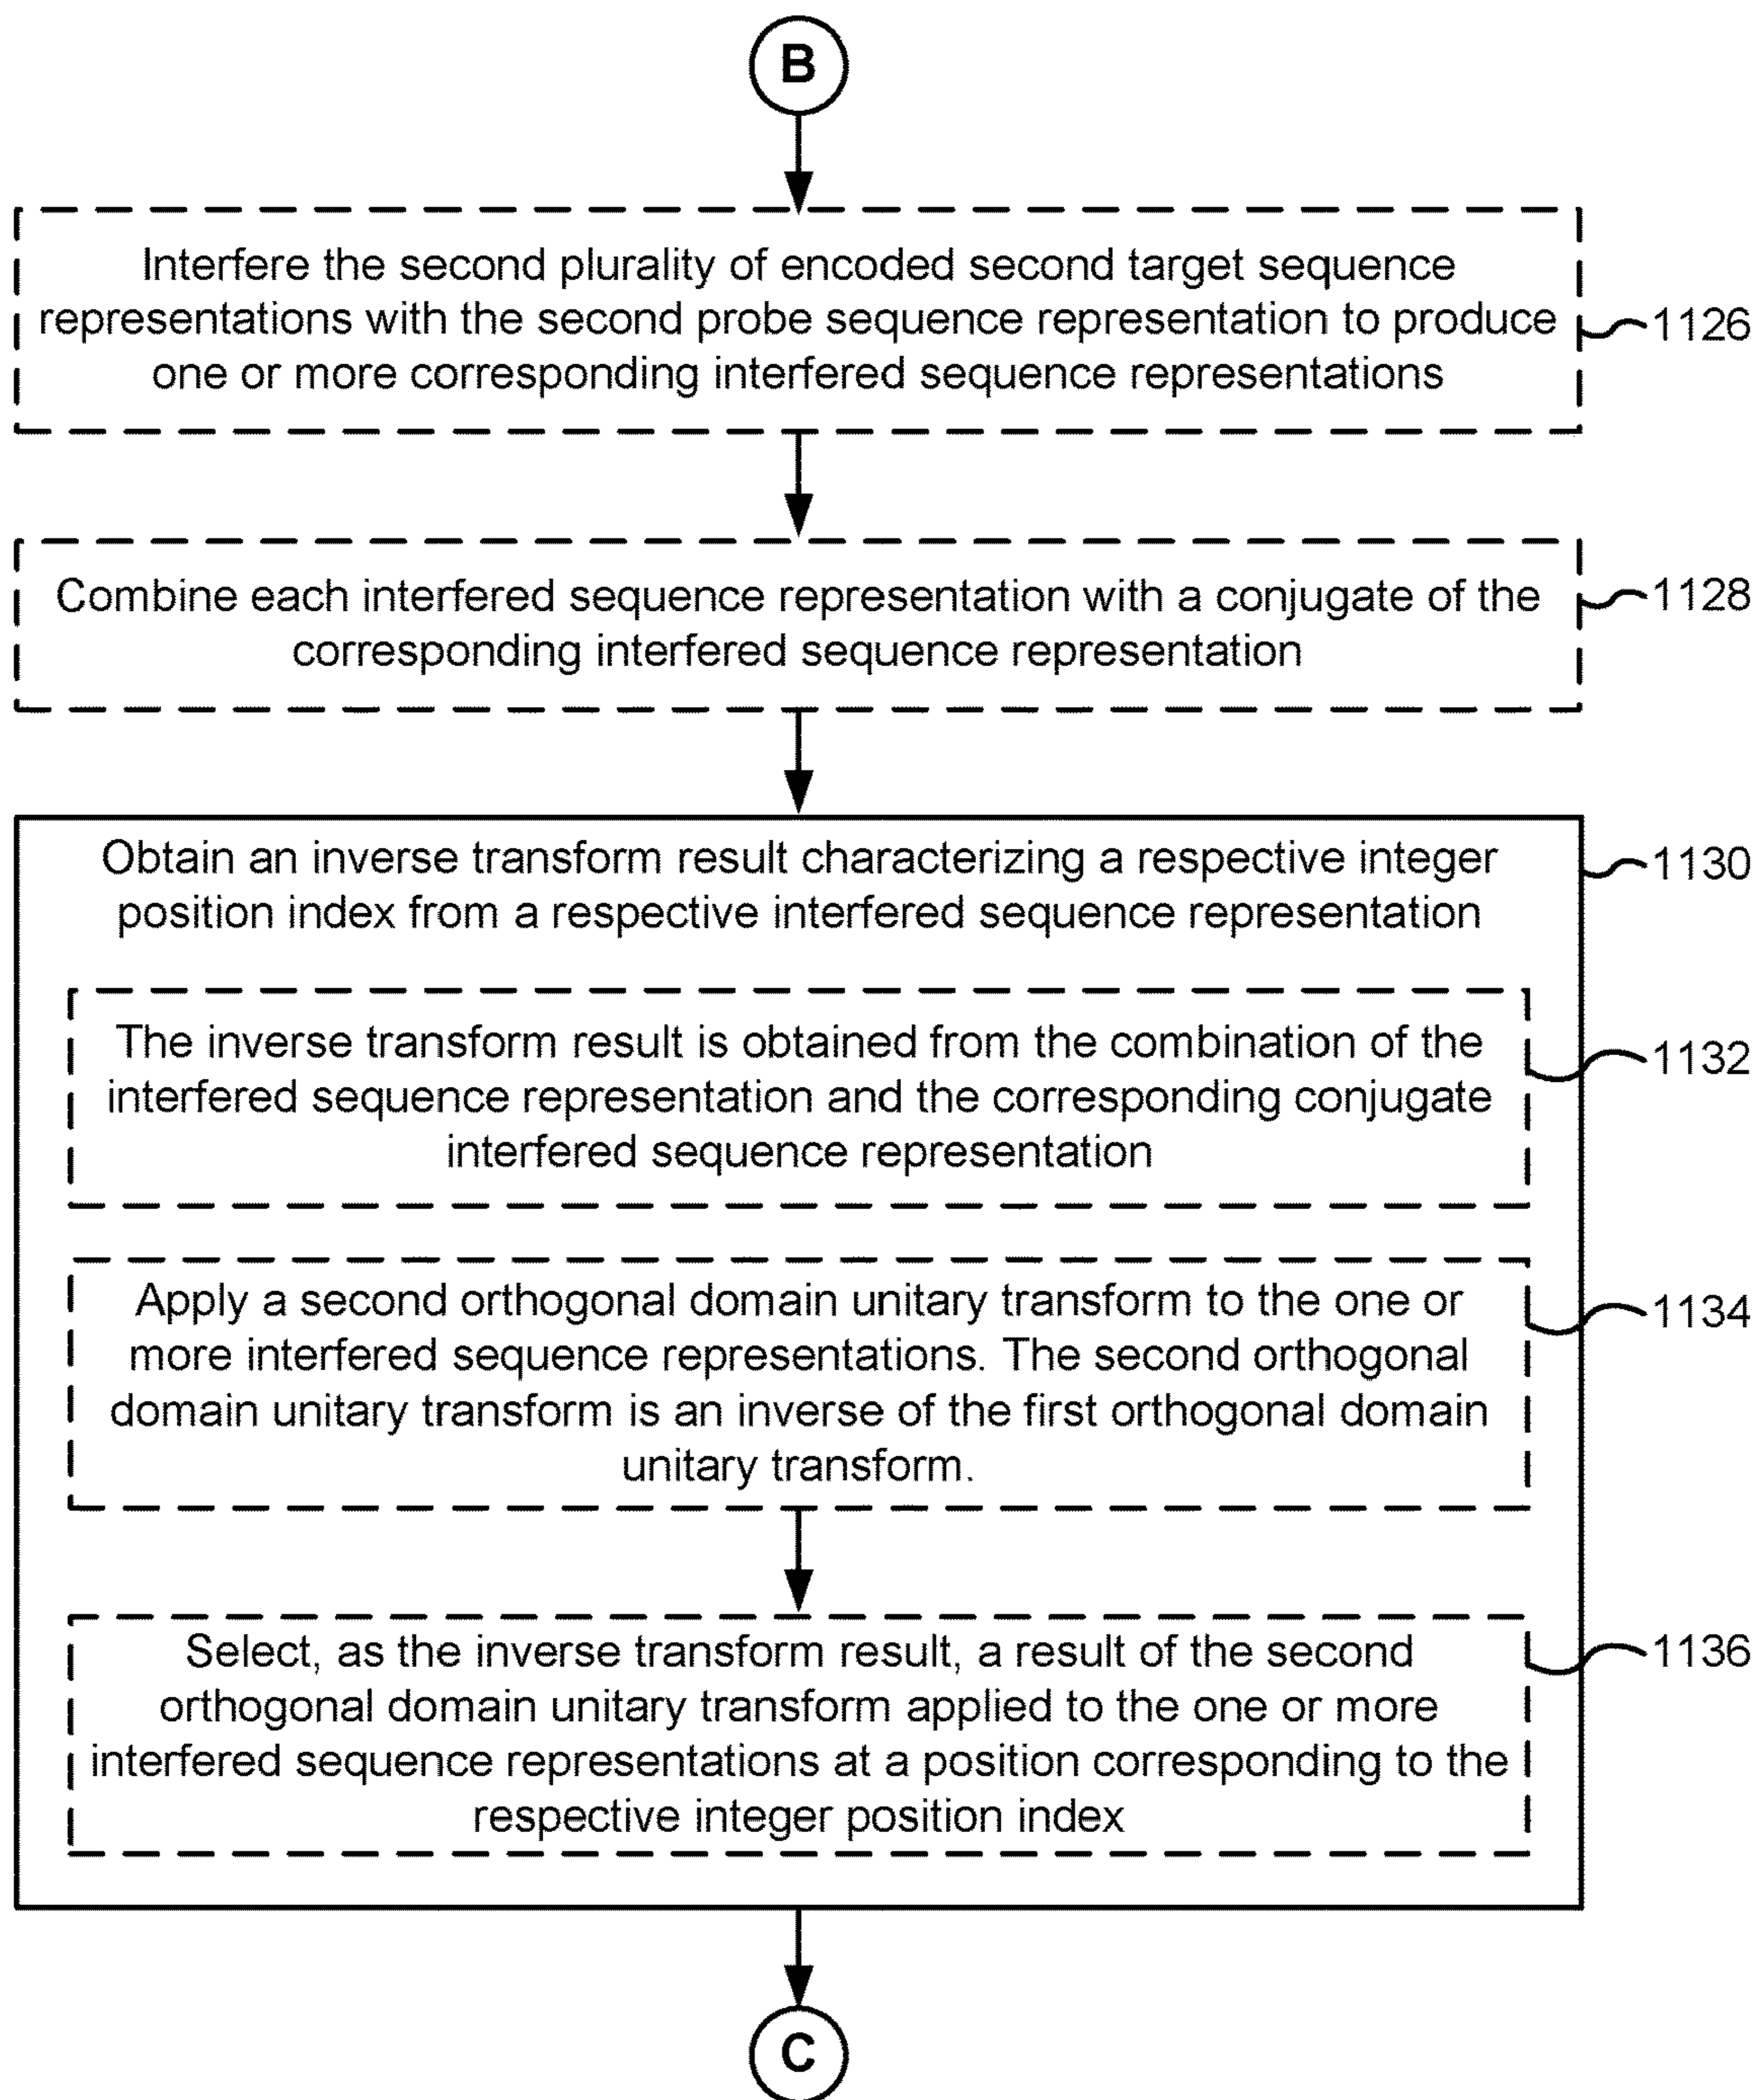 B
Interfere the second plurality of encoded second target sequence
representations with the second probe sequence representation to produce
one or more corresponding interfered sequence representations
1126
Combine each interfered sequence representation with a conjugate of the
corresponding interfered sequence representation
1128
Obtain an inverse transform result characterizing a respective integer
position index from a respective interfered sequence representation
1130
The inverse transform result is obtained from the combination of the
interfered sequence representation and the corresponding conjugate
interfered sequence representation
1132
Apply a second orthogonal domain unitary transform to the one or
more interfered sequence representations. The second orthogonal
domain unitary transform is an inverse of the first orthogonal domain
unitary transform.
1134
Select, as the inverse transform result, a result of the second
orthogonal domain unitary transform applied to the one or more
interfered sequence representations at a position corresponding to the
respective integer position index
1136
C